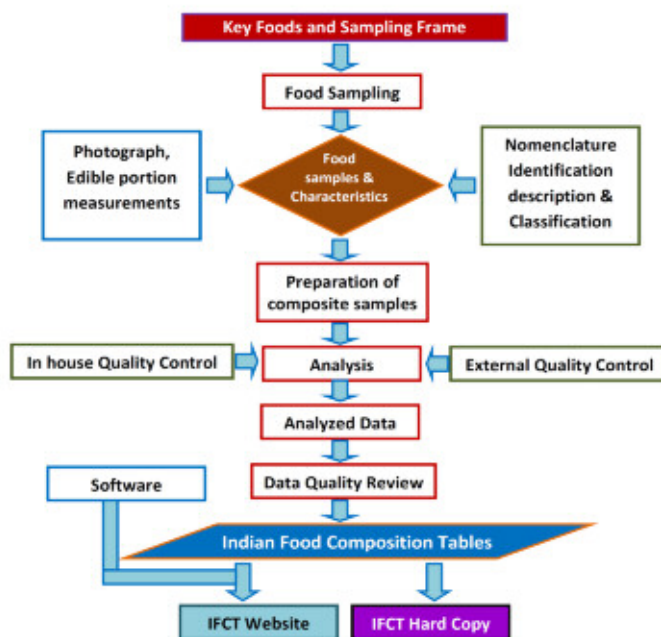 Key Foods and Sampling Frame
Food Sampling
Photograph,
Edible portion
measurements
Food
samples &
Characteristics
Nomenclature
Identification
description &
Classification
Preparation of
composite samples
In house Quality Control
Analysis
External Quality Control
Analyzed Data
Software
Data Quality Review
Indian Food Composition Tables
IFCT Website
IFCT Hard Copy